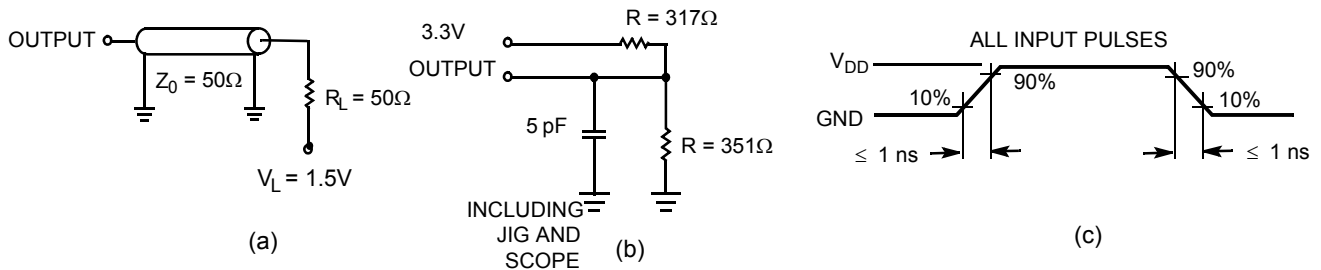 OUTPUT
Z0 = 50Ω
RL = 50Ω
VL = 1.5V
(a)
R = 317Ω
3.3V
OUTPUT
5 pF
R = 351Ω
INCLUDING
JIG AND
SCOPE
(b)
ALL INPUT PULSES
VDD
90%
90%
10%
10%
GND
≤ 1 ns
≤ 1 ns
(c)